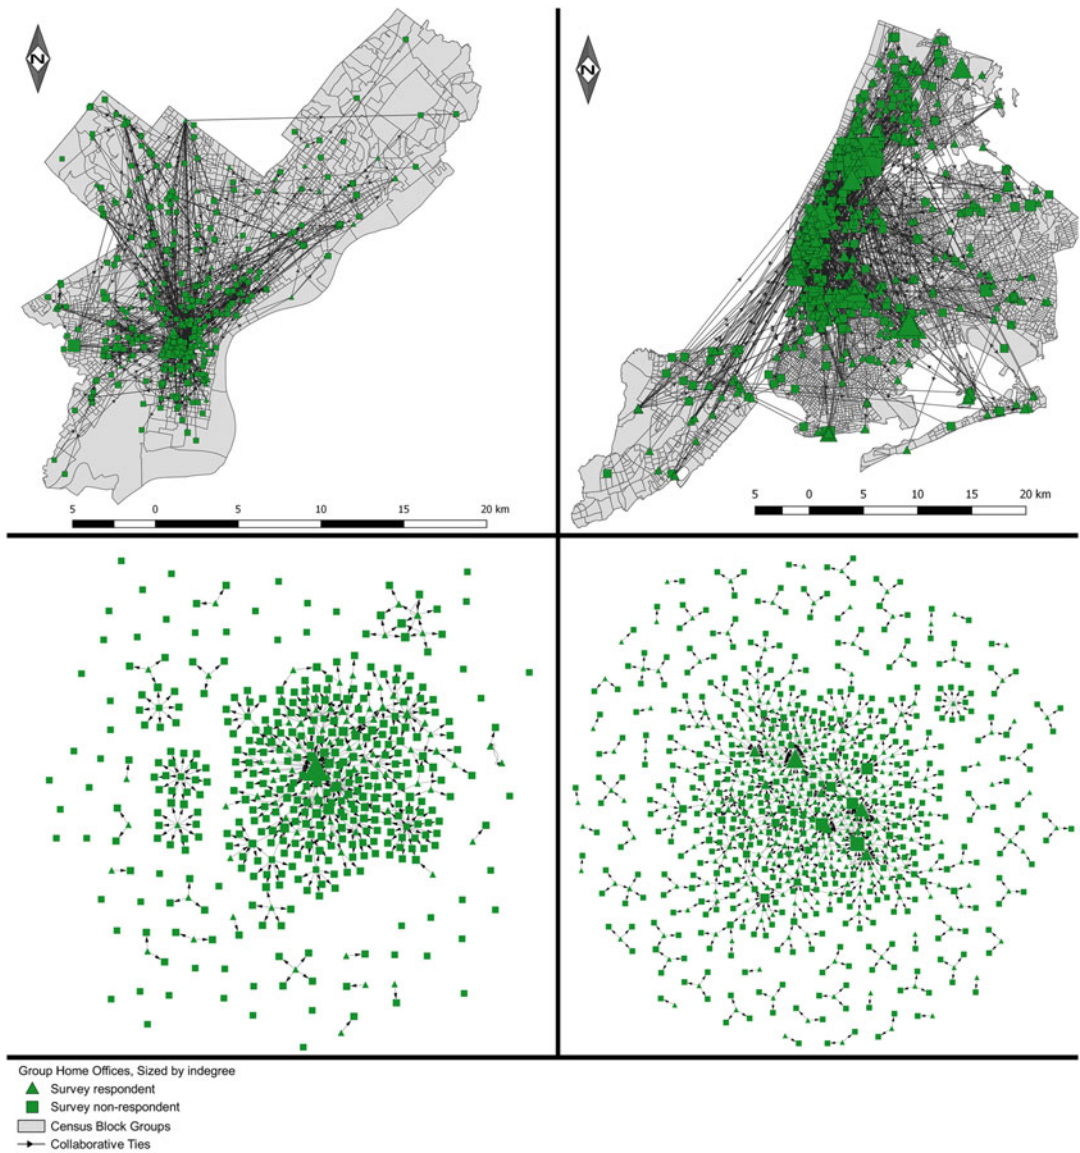 N
N
5 0 5 10 15 20 km
5 0 5 10 15 20 km
Group Home Offices, Sized by indegree
Survey respondent
Survey non-respondent
Census Block Groups
Collaborative Ties